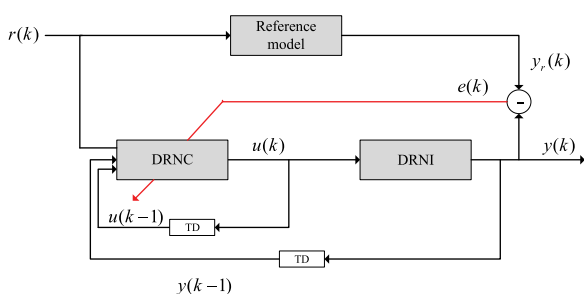 Reference
model
r(k)
y_r(k)
e(k)
-
DRNC
u(k)
DRNI
y(k)
u(k−1)
TD
TD
y(k−1)